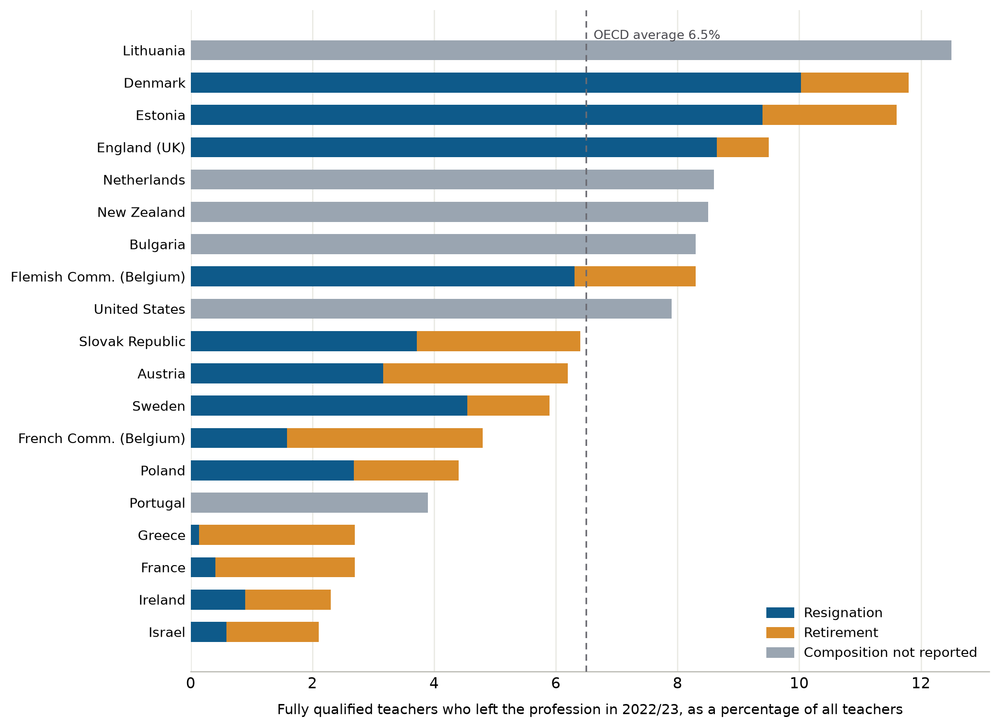 OECD average 6.5%
Lithuania
Denmark
Estonia
England (UK)
Netherlands
New Zealand
Bulgaria
Flemish Comm. (Belgium)
United States
Slovak Republic
Austria
Sweden
French Comm. (Belgium)
Poland
Portugal
Greece
France
Ireland
Israel
Resignation
Retirement
Composition not reported
0 2 4 6 8 10 12
Fully qualified teachers who left the profession in 2022/23, as a percentage of all teachers